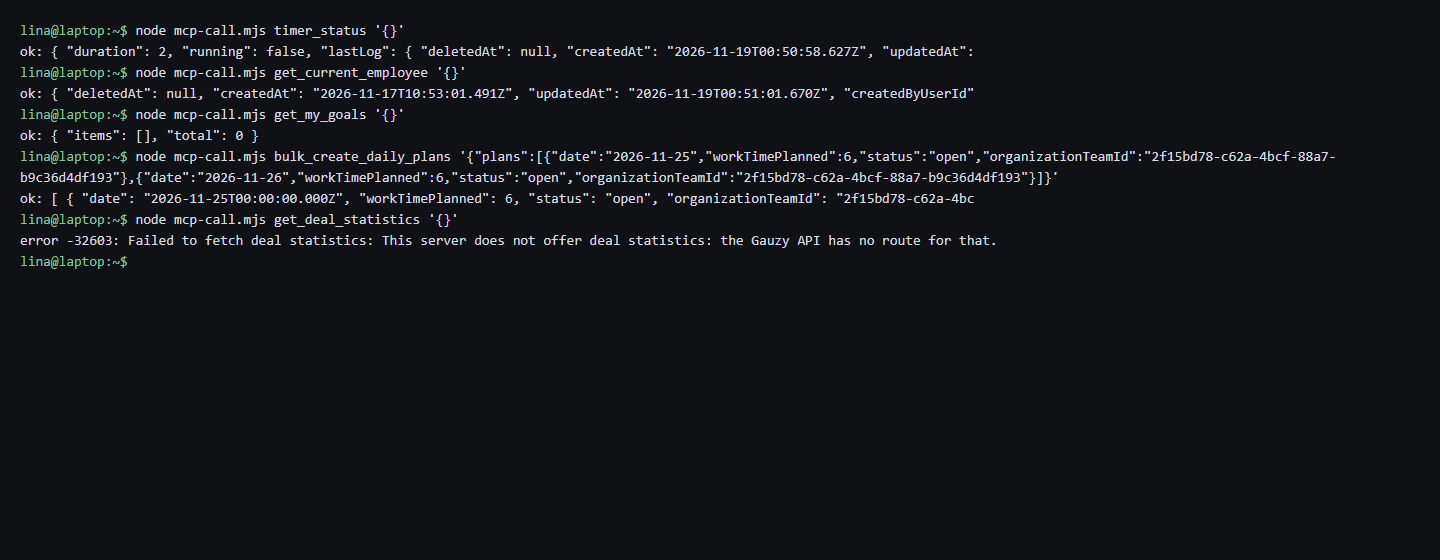 lina@laptop:~$ node mcp-call.mjs timer_status '{}'
ok: { "duration": 2, "running": false, "lastLog": { "deletedAt": null, "createdAt": "2026-11-19T00:50:58.627Z", "updatedAt":
lina@laptop:~$ node mcp-call.mjs get_current_employee '{}'
ok: { "deletedAt": null, "createdAt": "2026-11-17T10:53:01.491Z", "updatedAt": "2026-11-19T00:51:01.670Z", "createdByUserId"
lina@laptop:~$ node mcp-call.mjs get_my_goals '{}'
ok: { "items": [], "total": 0 }
lina@laptop:~$ node mcp-call.mjs bulk_create_daily_plans '{"plans":[{"date":"2026-11-25","workTimePlanned":6,"status":"open","organizationTeamId":"2f15bd78-c62a-4bcf-88a7-
b9c36d4df193"},{"date":"2026-11-26","workTimePlanned":6,"status":"open","organizationTeamId":"2f15bd78-c62a-4bcf-88a7-b9c36d4df193"}]}'
ok: [ { "date": "2026-11-25T00:00:00.000Z", "workTimePlanned": 6, "status": "open", "organizationTeamId": "2f15bd78-c62a-4bc
lina@laptop:~$ node mcp-call.mjs get_deal_statistics '{}'
error -32603: Failed to fetch deal statistics: This server does not offer deal statistics: the Gauzy API has no route for that.
lina@laptop:~$